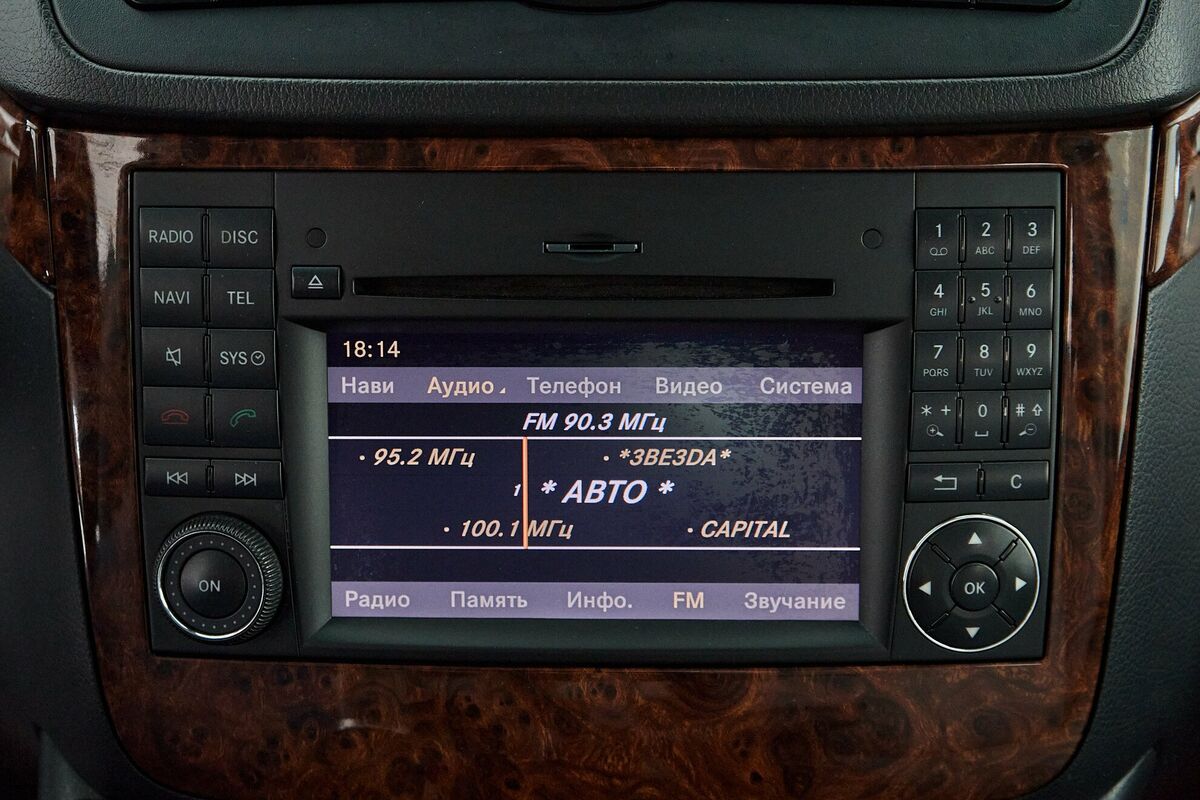 RADIO DISC
NAVI TEL
SYS
ON
18:14
Нави Аудио Телефон Видео Система
FM 90.3 МГц
• 95.2 МГц • *3BE3DA*
1 * АВТО *
• 100.1 МГц • CAPITAL
Радио Память Инфо. FM Звучание
1 2 3
ABC DEF
4 5 6
GHI JKL MNO
7 8 9
PQRS TUV WXYZ
* + 0 #
C
OK